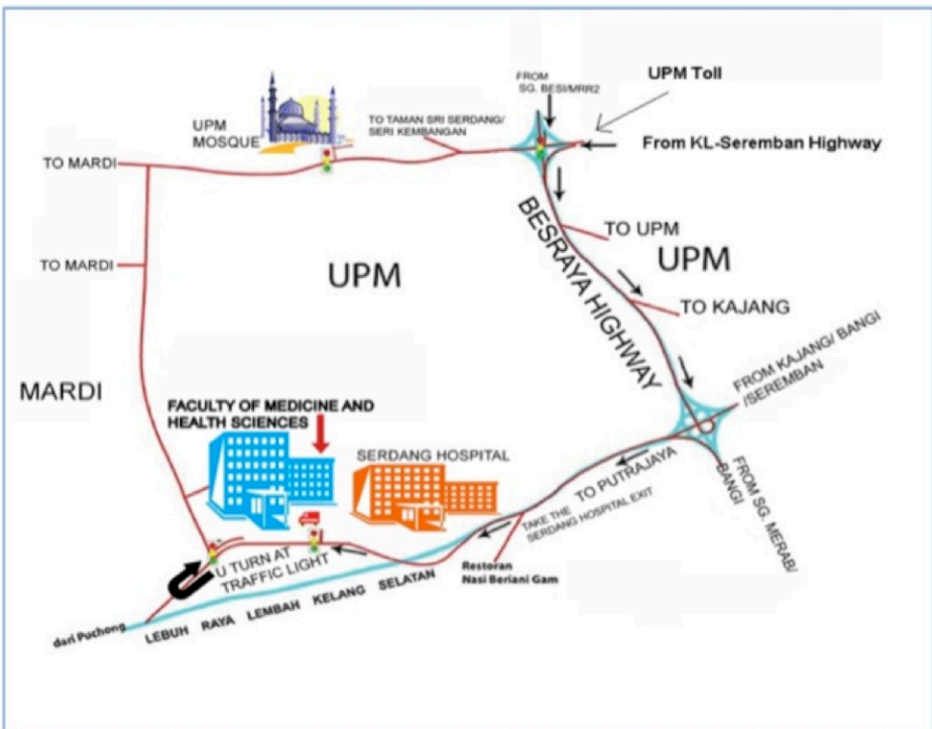 FROM
SG. BESI/MRR2
UPM Toll
UPM
MOSQUE
TO TAMAN SRI SERDANG/
SERI KEMBANGAN
From KL-Seremban Highway
TO MARDI
TO MARDI
BESRAYA HIGHWAY
TO UPM
UPM
UPM
TO KAJANG
MARDI
FROM KAJANG/ BANGI
/SEREMBAN
FACULTY OF MEDICINE AND
HEALTH SCIENCES
SERDANG HOSPITAL
TO PUTRAJAYA
FROM SG. MERAB/
BANGI
TAKE THE
SERDANG HOSPITAL EXIT
U TURN AT
TRAFFIC LIGHT
Restoran
Nasi Beriani Gam
dari Puchong
LEBUH RAYA LEMBAH KELANG SELATAN